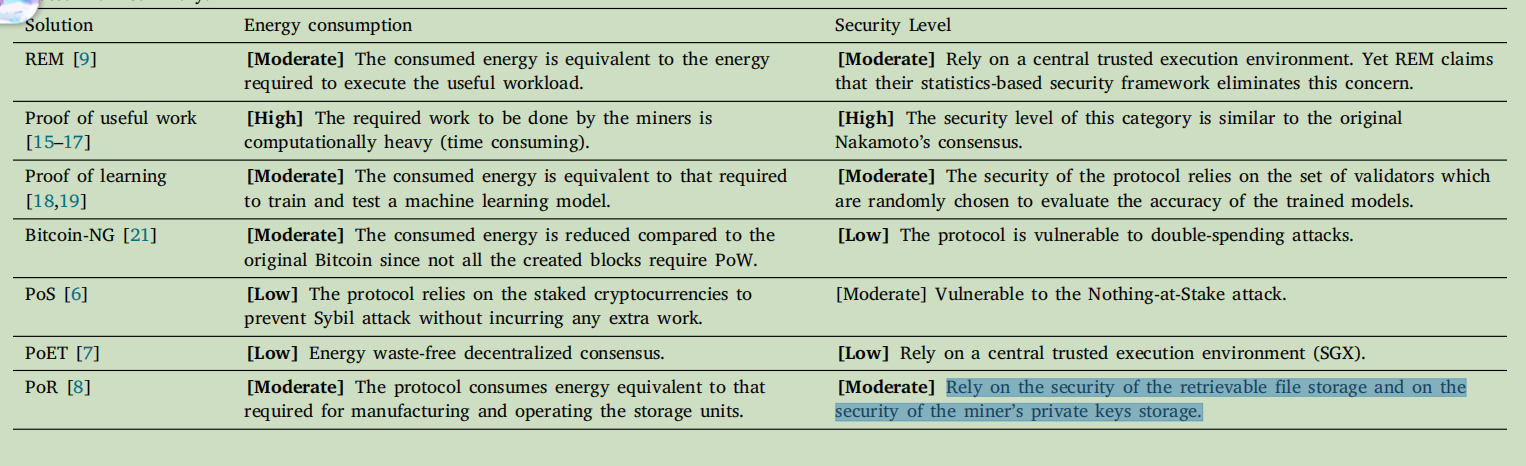 Solution Energy consumption Security Level
REM [9] [Moderate] The consumed energy is equivalent to the energy [Moderate] Rely on a central trusted execution environment. Yet REM claims
required to execute the useful workload. that their statistics-based security framework eliminates this concern.
Proof of useful work [High] The required work to be done by the miners is [High] The security level of this category is similar to the original
[15–17] computationally heavy (time consuming). Nakamoto's consensus.
Proof of learning [Moderate] The consumed energy is equivalent to that required [Moderate] The security of the protocol relies on the set of validators which
[18,19] to train and test a machine learning model. are randomly chosen to evaluate the accuracy of the trained models.
Bitcoin-NG [21] [Moderate] The consumed energy is reduced compared to the [Low] The protocol is vulnerable to double-spending attacks.
original Bitcoin since not all the created blocks require PoW.
PoS [6] [Low] The protocol relies on the staked cryptocurrencies to [Moderate] Vulnerable to the Nothing-at-Stake attack.
prevent Sybil attack without incurring any extra work.
PoET [7] [Low] Energy waste-free decentralized consensus. [Low] Rely on a central trusted execution environment (SGX).
PoR [8] [Moderate] The protocol consumes energy equivalent to that [Moderate] Rely on the security of the retrievable file storage and on the
required for manufacturing and operating the storage units. security of the miner's private keys storage.